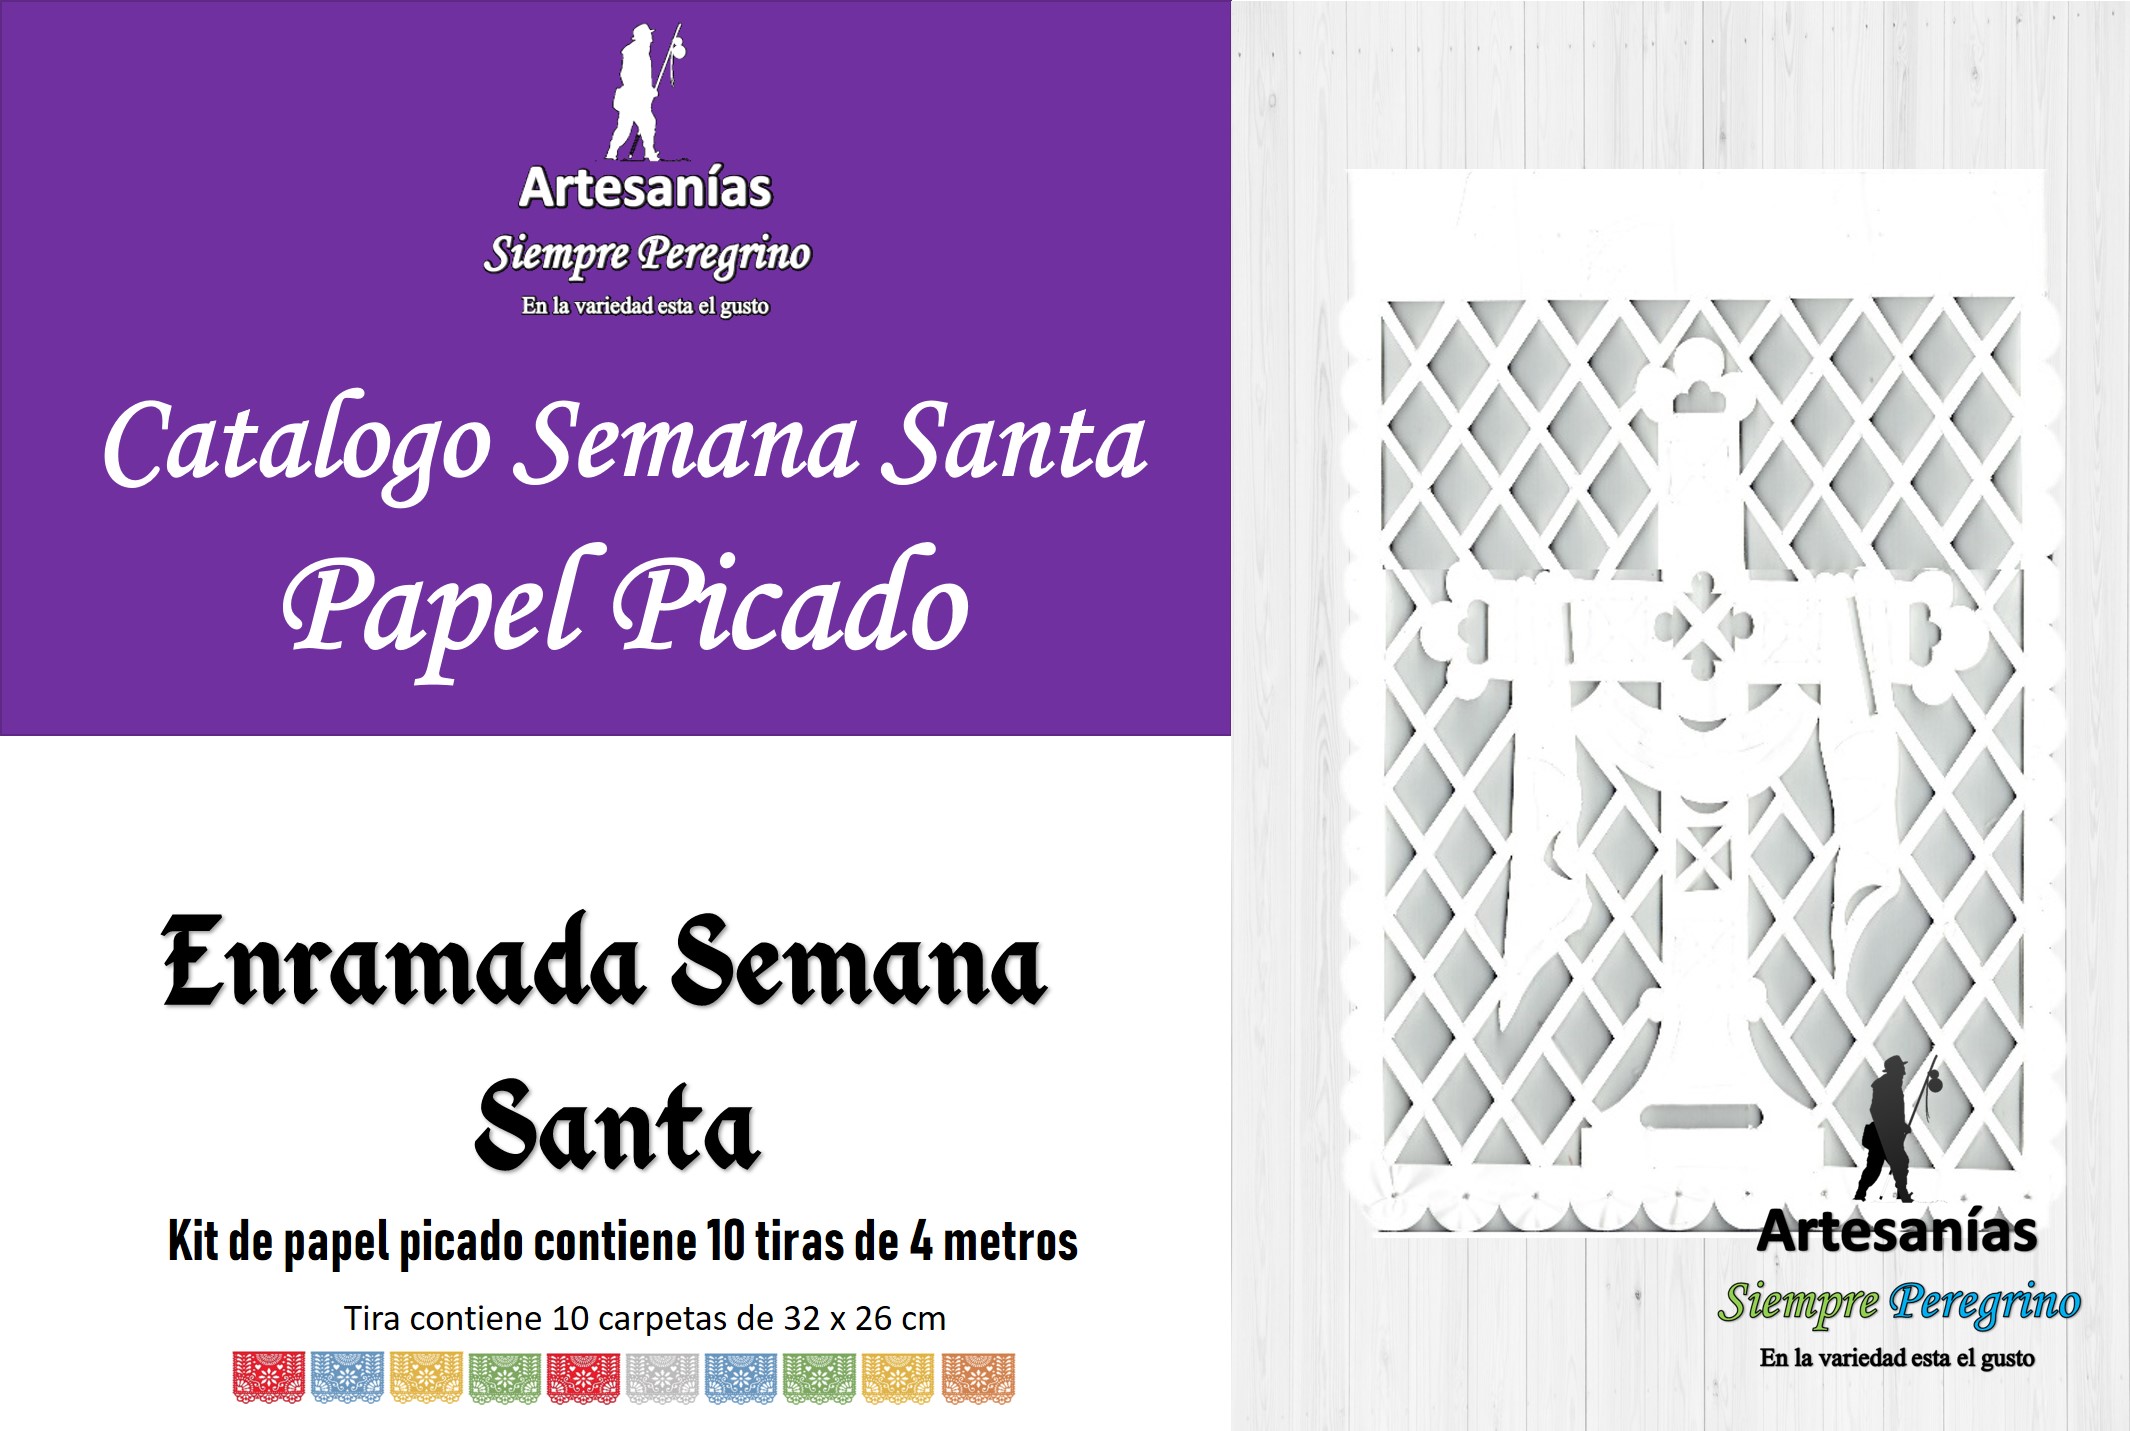 Artesanías
Siempre Peregrino
En la variedad esta el gusto
Catalogo Semana Santa
Papel Picado
Enramada Semana
Santa
Kit de papel picado contiene 10 tiras de 4 metros
Tira contiene 10 carpetas de 32 x 26 cm
Artesanías
Siempre Peregrino
En la variedad esta el gusto